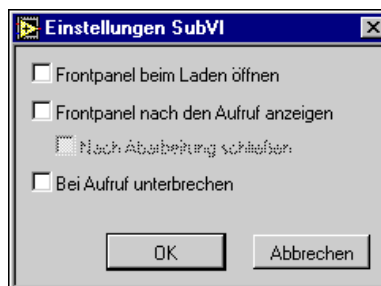 Einstellungen SubVI
Frontpanel beim Laden öffnen
Frontpanel nach den Aufruf anzeigen
Nach Abarbeitung schließen
Bei Aufruf unterbrechen
OK
Abbrechen